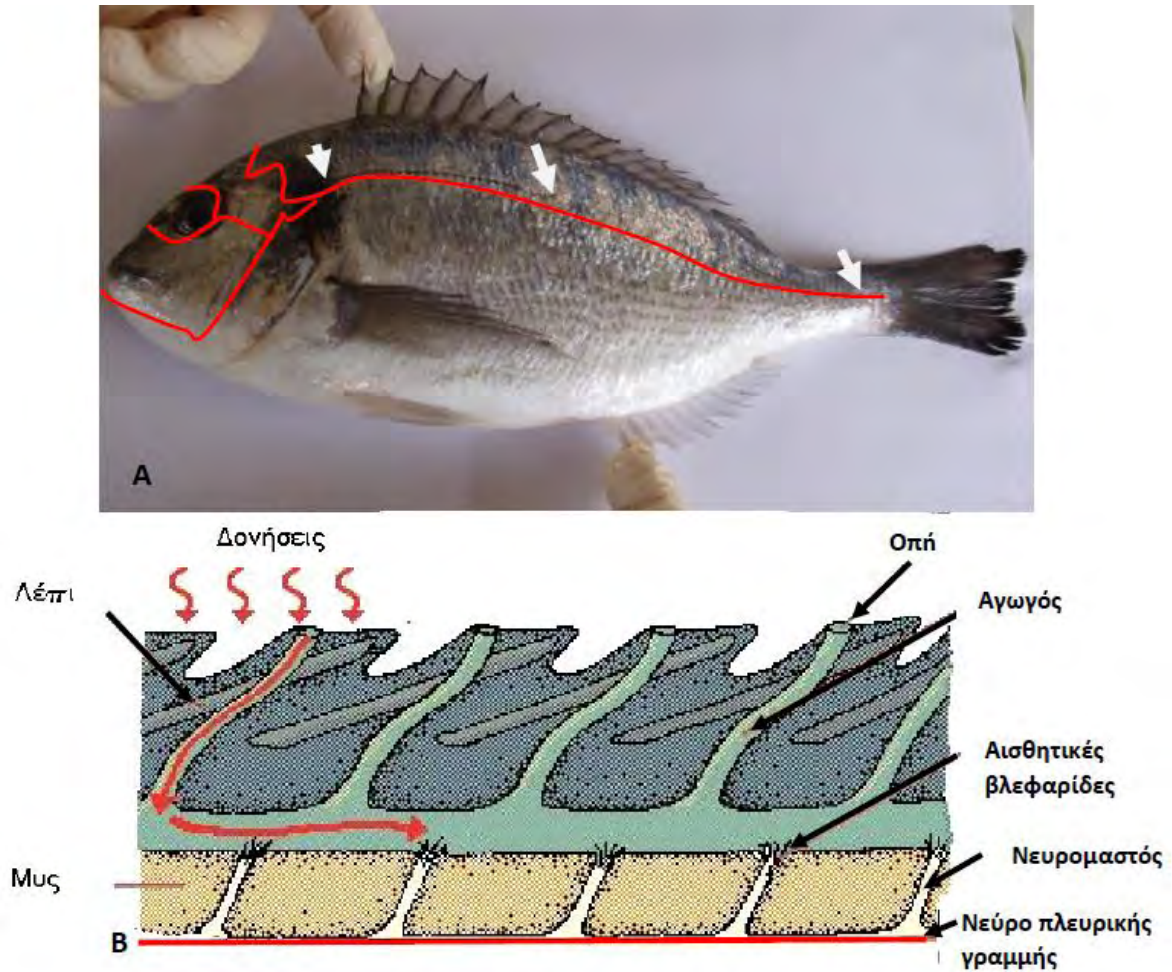 A
Δονήσεις
Οπή
Λέπι
Αγωγός
Αισθητικές
βλεφαρίδες
Μυς
Νευρομαστός
Νεύρο πλευρικής
γραμμής
B